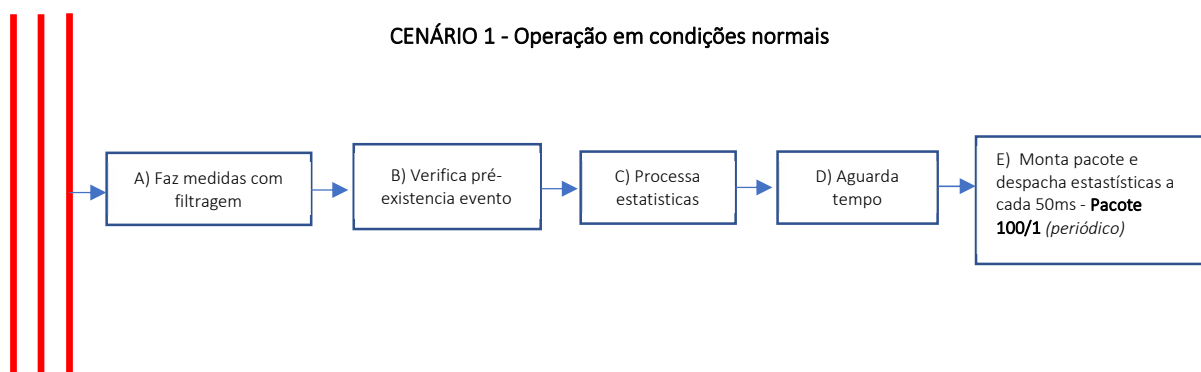 CENÁRIO 1 - Operação em condições normais
A) Faz medidas com
filtragem
B) Verifica pré-
existencia evento
C) Processa
estatisticas
D) Aguarda
tempo
E) Monta pacote e
despacha estastísticas a
cada 50ms - Pacote
100/1 (periódico)